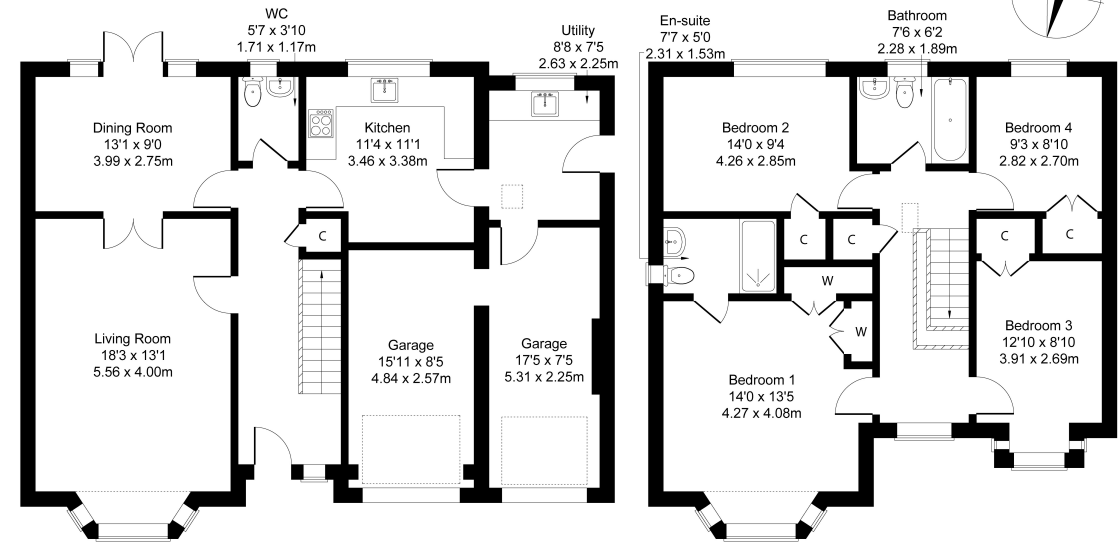 WC
5'7 x 3'10
1.71 x 1.17m
Utility
8'8 x 7'5
2.63 x 2.25m
Dining Room
13'1 x 9'0
3.99 x 2.75m
Kitchen
11'4 x 11'1
3.46 x 3.38m
C
Living Room
18'3 x 13'1
5.56 x 4.00m
Garage
15'11 x 8'5
4.84 x 2.57m
Garage
17'5 x 7'5
5.31 x 2.25m
En-suite
7'7 x 5'0
2.31 x 1.53m
Bathroom
7'6 x 6'2
2.28 x 1.89m
Bedroom 2
14'0 x 9'4
4.26 x 2.85m
Bedroom 4
9'3 x 8'10
2.82 x 2.70m
C
C
C
C
W
W
Bedroom 3
12'10 x 8'10
3.91 x 2.69m
Bedroom 1
14'0 x 13'5
4.27 x 4.08m